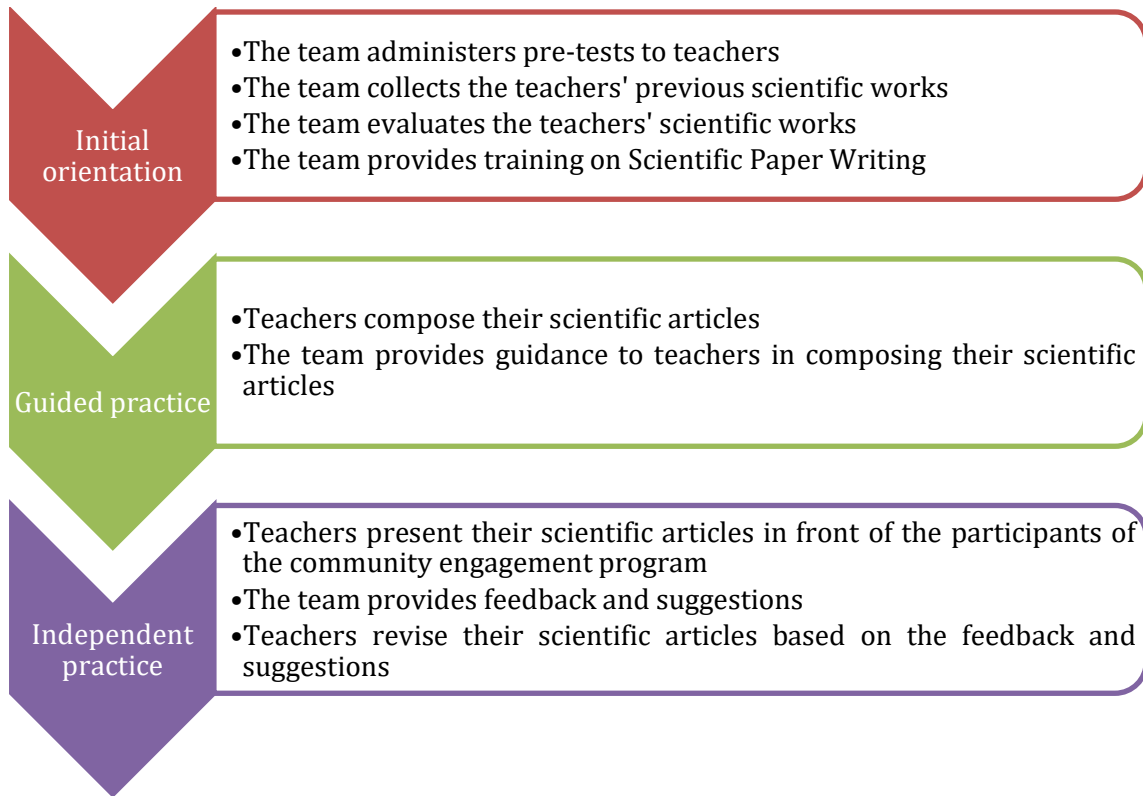 Initial
orientation
•The team administers pre-tests to teachers
•The team collects the teachers' previous scientific works
•The team evaluates the teachers' scientific works
•The team provides training on Scientific Paper Writing
Guided practice
•Teachers compose their scientific articles
•The team provides guidance to teachers in composing their scientific
articles
Independent
practice
•Teachers present their scientific articles in front of the participants of
the community engagement program
•The team provides feedback and suggestions
•Teachers revise their scientific articles based on the feedback and
suggestions